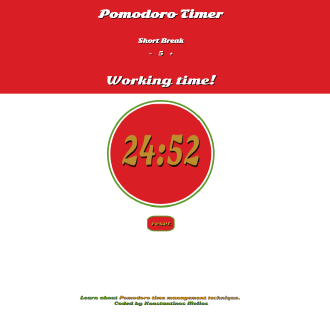 Pomodoro Timer
Short Break
- 5 +
Working time!
24:52
reset
Learn about Pomodoro time management technique.
Coded by Konstantinos Melios